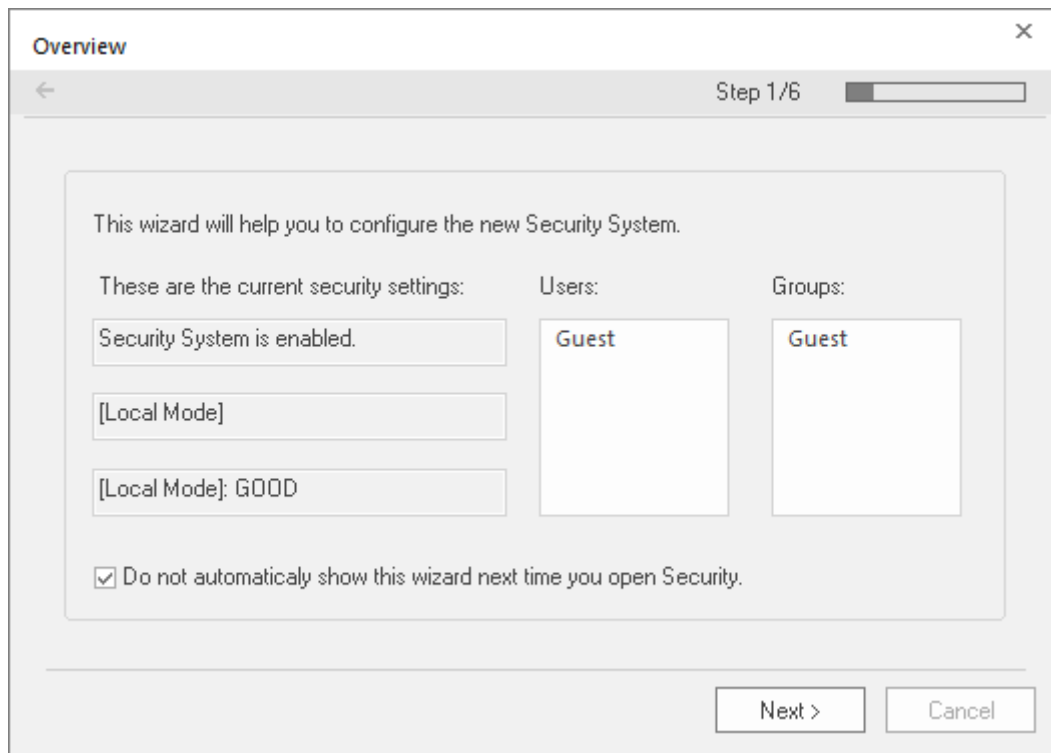 Overview
Step 1/6
This wizard will help you to configure the new Security System.
These are the current security settings:
Users:
Groups:
Security System is enabled.
Guest
Guest
[Local Mode]
[Local Mode]: GOOD
Do not automaticaly show this wizard next time you open Security.
Next >
Cancel